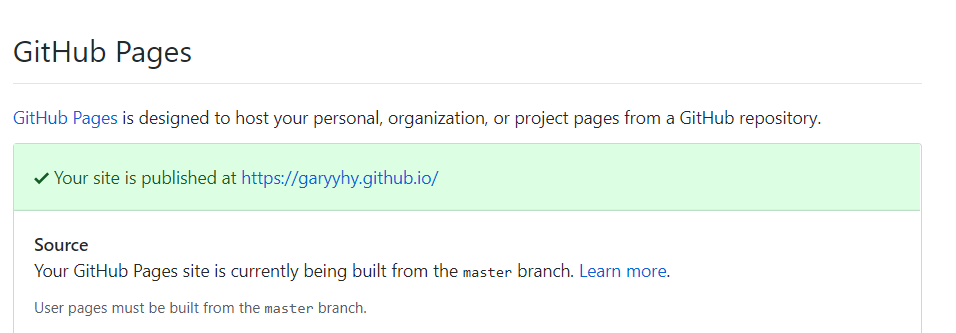 GitHub Pages
GitHub Pages is designed to host your personal, organization, or project pages from a GitHub repository.
✔ Your site is published at https://garyyhy.github.io/
Source
Your GitHub Pages site is currently being built from the master branch. Learn more.
User pages must be built from the master branch.